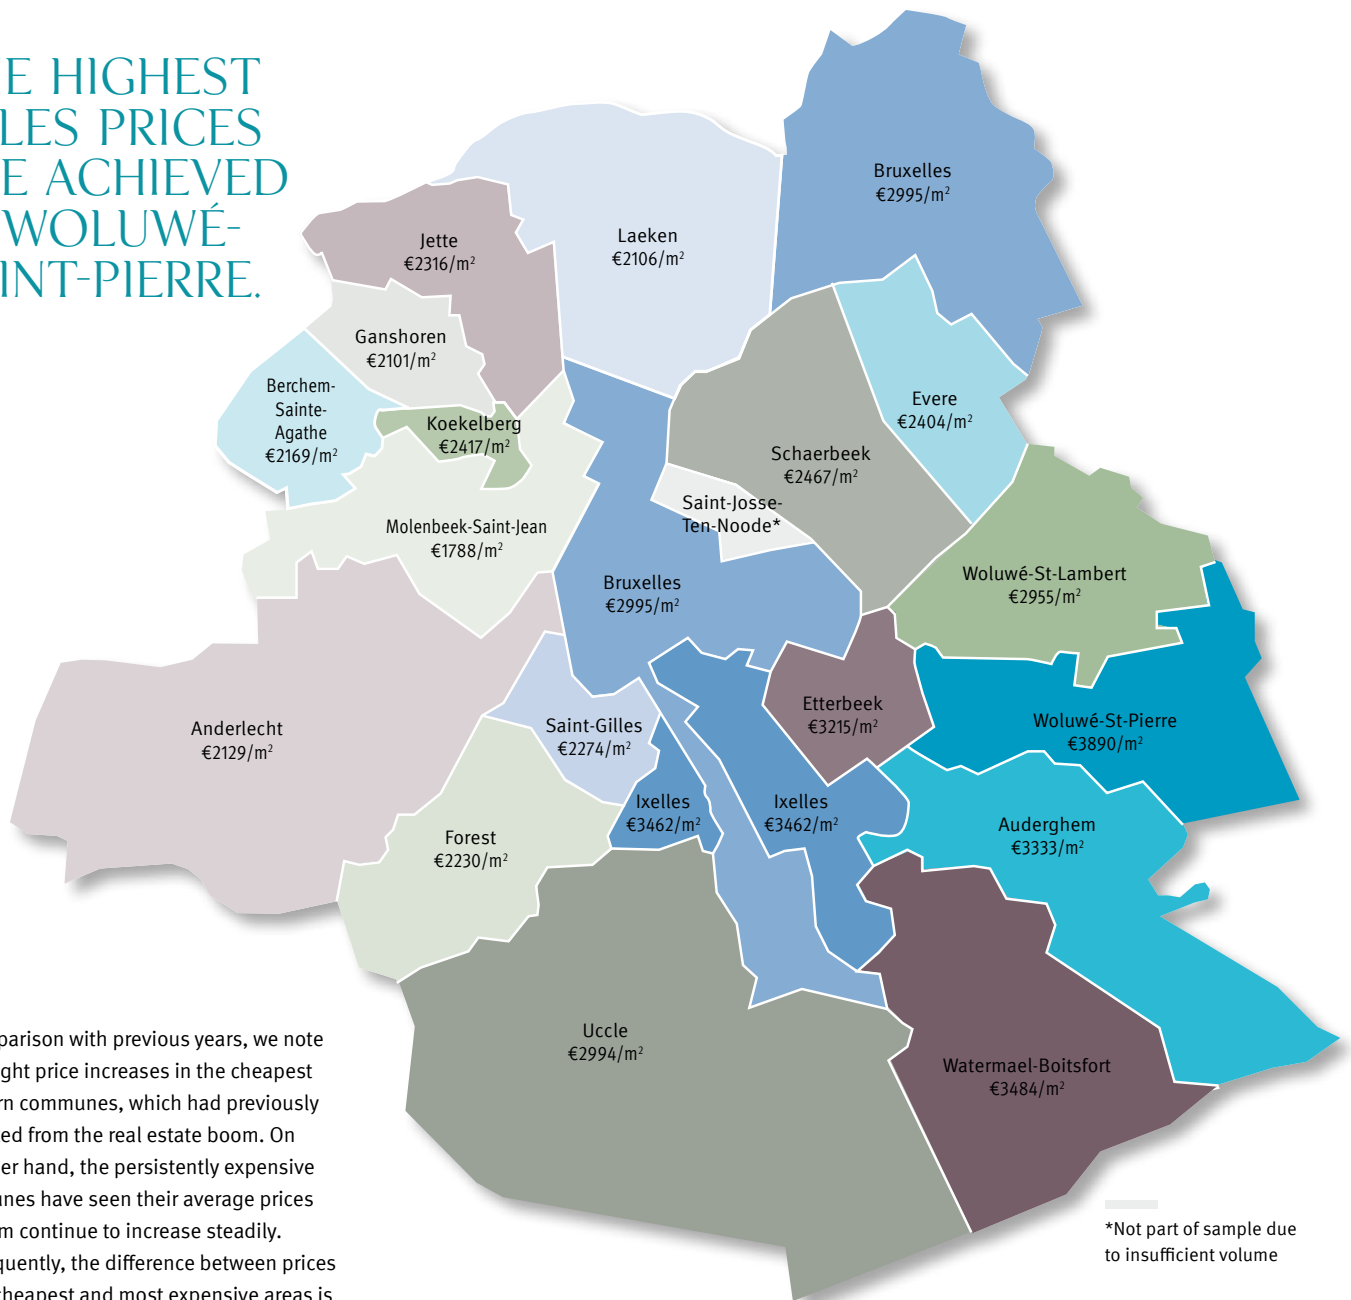 E HIGHEST
LES PRICES
E ACHIEVED
WOLUWÉ-
INT-PIERRE.
Bruxelles
€2995/m²
Laeken
€2106/m²
Jette
€2316/m²
Ganshoren
€2101/m²
Berchem-
Sainte-
Agathe
€2169/m²
Koekelberg
€2417/m²
Evere
€2404/m²
Schaerbeek
€2467/m²
Saint-Josse-
Ten-Noode*
Molenbeek-Saint-Jean
€1788/m²
Bruxelles
€2995/m²
Woluwé-St-Lambert
€2955/m²
Anderlecht
€2129/m²
Saint-Gilles
€2274/m²
Etterbeek
€3215/m²
Woluwé-St-Pierre
€3890/m²
Ixelles
€3462/m²
Ixelles
€3462/m²
Forest
€2230/m²
Auderghem
€3333/m²
Uccle
€2994/m²
Watermael-Boitsfort
€3484/m²
parison with previous years, we note
ght price increases in the cheapest
rn communes, which had previously
ed from the real estate boom. On
er hand, the persistently expensive
unes have seen their average prices
m continue to increase steadily.
quently, the difference between prices
cheapest and most expensive areas is
*Not part of sample due
to insufficient volume